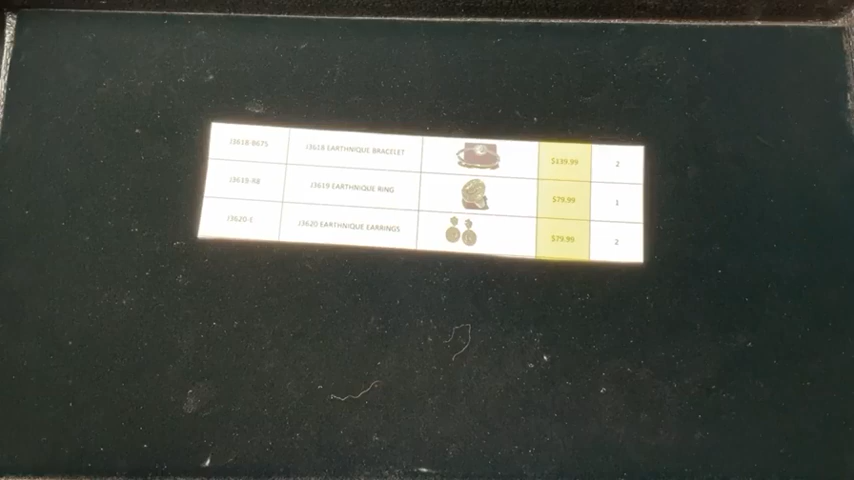 J3618-B675 J3618 EARTHNIQUE BRACELET $139.99 2
J3619-R8 J3619 EARTHNIQUE RING $79.99 1
J3620-E J3620 EARTHNIQUE EARRINGS $79.99 2